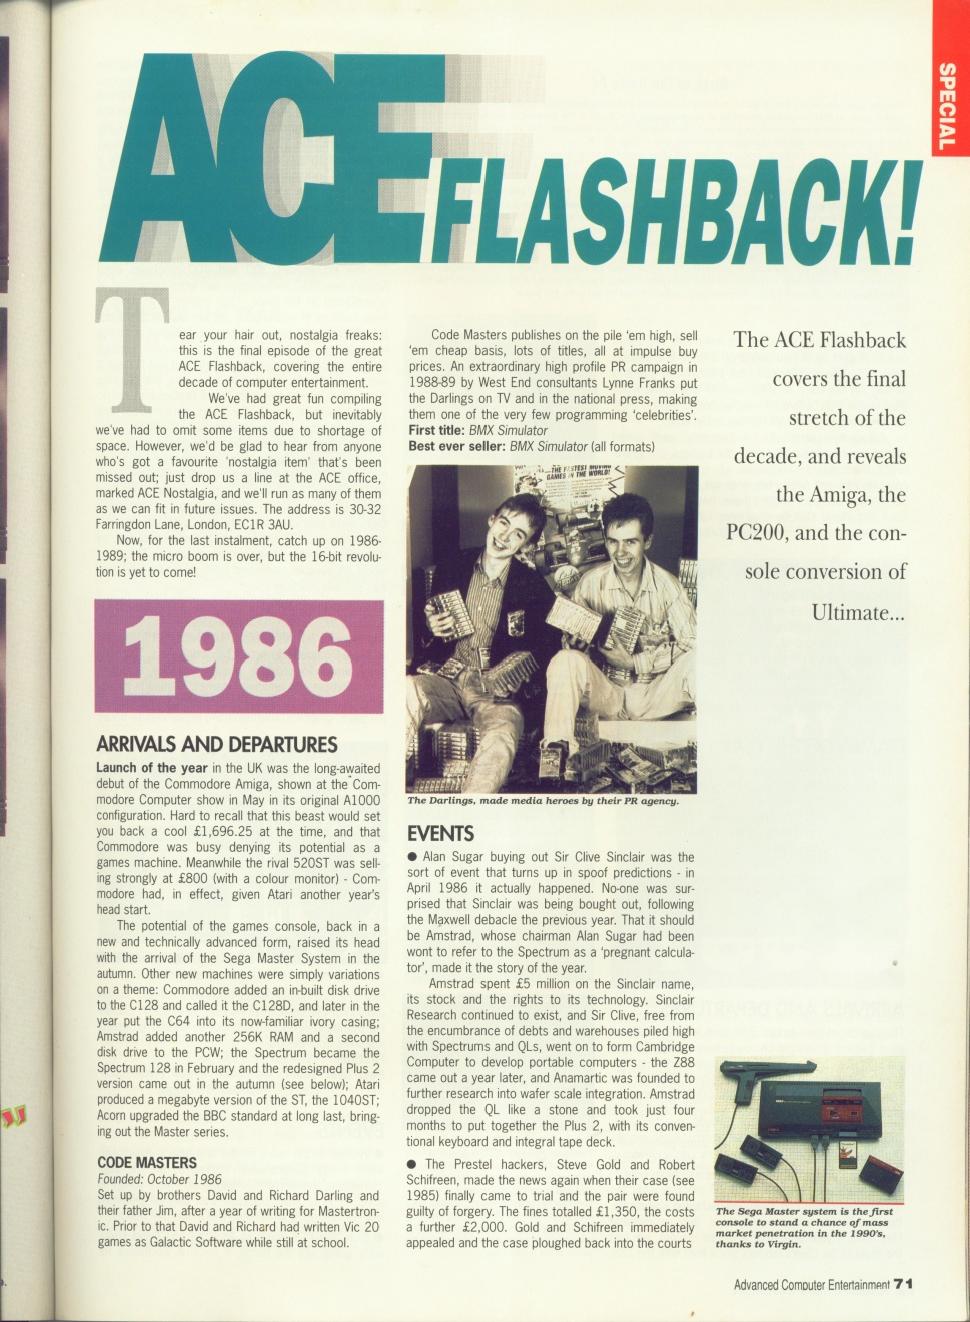 SPECIAL
ACE FLASHBACK!
Tear your hair out, nostalgia freaks:
this is the final episode of the great
ACE Flashback, covering the entire
decade of computer entertainment.
We've had great fun compiling
the ACE Flashback, but inevitably
we've had to omit some items due to shortage of
space. However, we'd be glad to hear from anyone
who's got a favourite 'nostalgia item' that's been
missed out; just drop us a line at the ACE office,
marked ACE Nostalgia, and we'll run as many of them
as we can fit in future issues. The address is 30-32
Farringdon Lane, London, EC1R 3AU.
Now, for the last instalment, catch up on 1986-
1989; the micro boom is over, but the 16-bit revolu-
tion is yet to come!
1986
ARRIVALS AND DEPARTURES
Launch of the year in the UK was the long-awaited
debut of the Commodore Amiga, shown at the Com-
modore Computer show in May in its original A1000
configuration. Hard to recall that this beast would set
you back a cool £1,696.25 at the time, and that
Commodore was busy denying its potential as a
games machine. Meanwhile the rival 520ST was sell-
ing strongly at £800 (with a colour monitor) - Com-
modore had, in effect, given Atari another year's
head start.
The potential of the games console, back in a
new and technically advanced form, raised its head
with the arrival of the Sega Master System in the
autumn. Other new machines were simply variations
on a theme: Commodore added an in-built disk drive
to the C128 and called it the C128D, and later in the
year put the C64 into its now-familiar ivory casing;
Amstrad added another 256K RAM and a second
disk drive to the PCW; the Spectrum became the
Spectrum 128 in February and the redesigned Plus 2
version came out in the autumn (see below); Atari
produced a megabyte version of the ST, the 1040ST;
Acorn upgraded the BBC standard at long last, bring-
ing out the Master series.
CODE MASTERS
Founded: October 1986
Set up by brothers David and Richard Darling and
their father Jim, after a year of writing for Mastertron-
ic. Prior to that David and Richard had written Vic 20
games as Galactic Software while still at school.
Code Masters publishes on the pile 'em high, sell
'em cheap basis, lots of titles, all at impulse buy
prices. An extraordinary high profile PR campaign in
1988-89 by West End consultants Lynne Franks put
the Darlings on TV and in the national press, making
them one of the very few programming 'celebrities'.
First title: BMX Simulator
Best ever seller: BMX Simulator (all formats)
...THE FASTEST MOVING
GAMES IN THE WORLD!
The Darlings, made media heroes by their PR agency.
EVENTS
● Alan Sugar buying out Sir Clive Sinclair was the
sort of event that turns up in spoof predictions - in
April 1986 it actually happened. No-one was sur-
prised that Sinclair was being bought out, following
the Maxwell debacle the previous year. That it should
be Amstrad, whose chairman Alan Sugar had been
wont to refer to the Spectrum as a 'pregnant calcula-
tor', made it the story of the year.
Amstrad spent £5 million on the Sinclair name,
its stock and the rights to its technology. Sinclair
Research continued to exist, and Sir Clive, free from
the encumbrance of debts and warehouses piled high
with Spectrums and QLs, went on to form Cambridge
Computer to develop portable computers - the Z88
came out a year later, and Anamartic was founded to
further research into wafer scale integration. Amstrad
dropped the QL like a stone and took just four
months to put together the Plus 2, with its conven-
tional keyboard and integral tape deck.
● The Prestel hackers, Steve Gold and Robert
Schifreen, made the news again when their case (see
1985) finally came to trial and the pair were found
guilty of forgery. The fines totalled £1,350, the costs
a further £2,000. Gold and Schifreen immediately
appealed and the case ploughed back into the courts
The ACE Flashback
covers the final
stretch of the
decade, and reveals
the Amiga, the
PC200, and the con-
sole conversion of
Ultimate...
The Sega Master system is the first
console to stand a chance of mass
market penetration in the 1990's,
thanks to Virgin.
Advanced Computer Entertainment 71